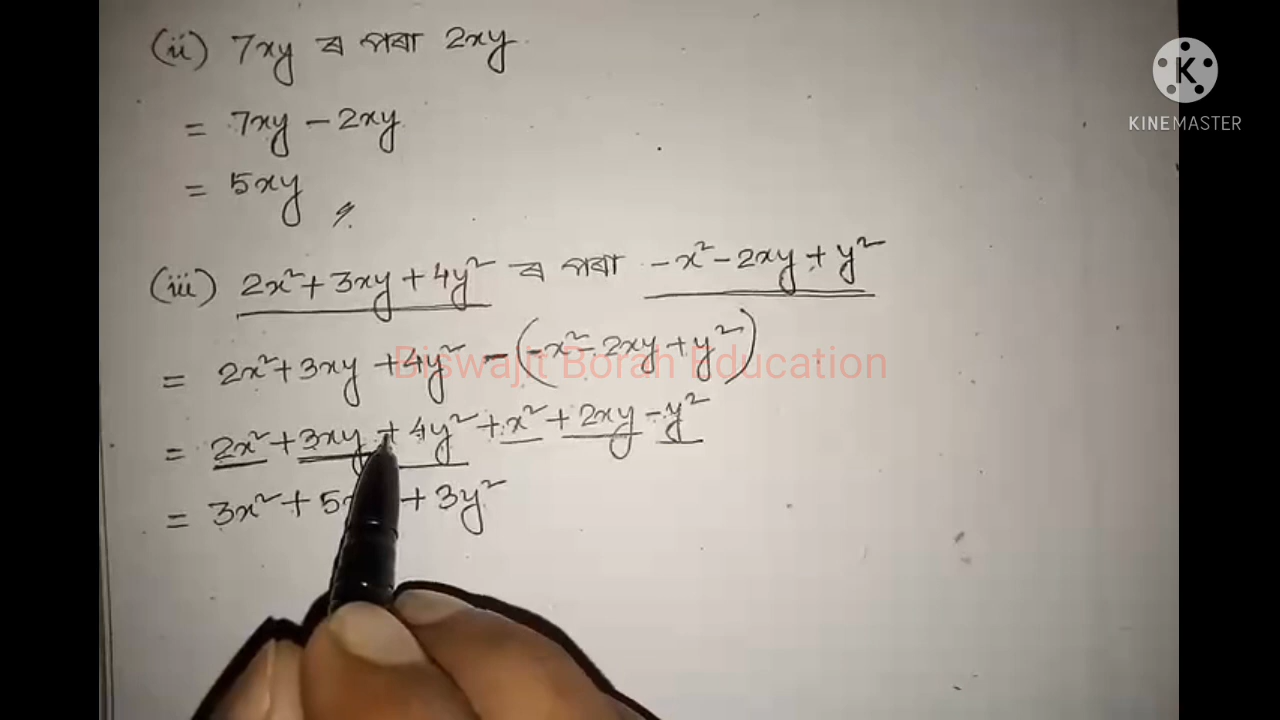 (ii) 7xy ৰ পৰা 2xy
= 7xy - 2xy
= 5xy
(iii) 2x² + 3xy + 4y² ৰ পৰা -x² - 2xy + y²
= 2x² + 3xy + 4y² - (-x² - 2xy + y²)
= 2x² + 3xy + 4y² + x² + 2xy - y²
= 3x² + 5x + 3y²
Biswajit Borah Education
K
KINEMASTER